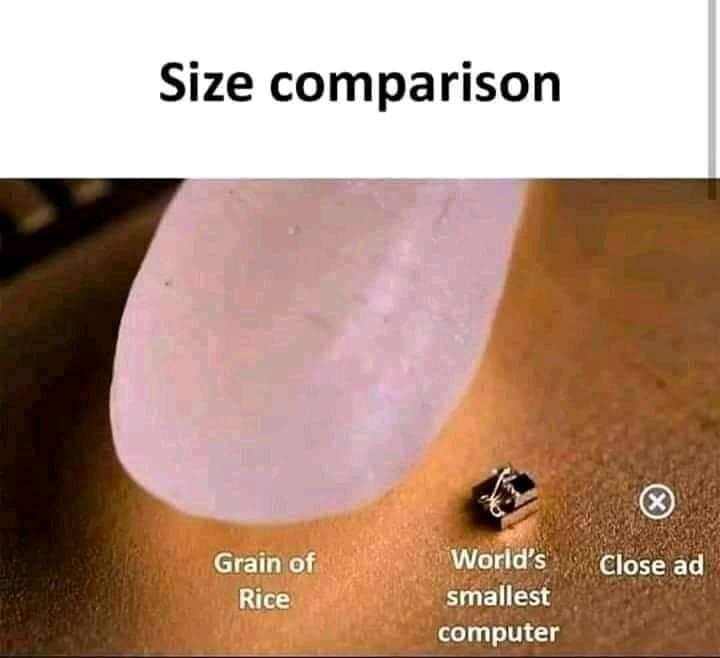 Size comparison
Grain of
Rice
World's
smallest
computer
Close ad